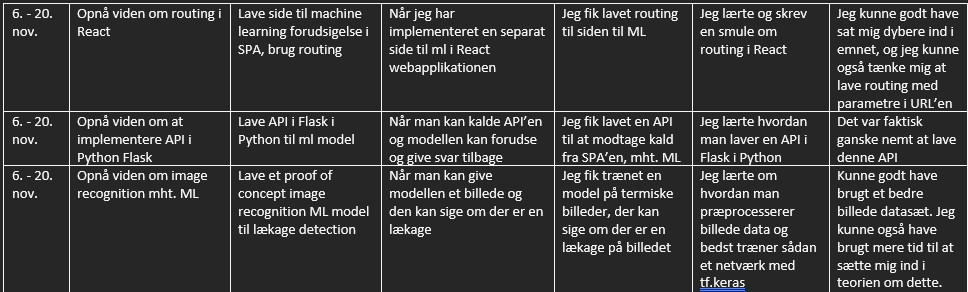 6. - 20.
nov.
Opnå viden om routing i
React
Lave side til machine
learning forudsigelse i
SPA, brug routing
Når jeg har
implementeret en separat
side til ml i React
webapplikationen
Jeg fik lavet routing
til siden til ML
Jeg lærte og skrev
en smule om
routing i React
Jeg kunne godt have
sat mig dybere ind i
emnet, og jeg kunne
også tænke mig at
lave routing med
parametre i URL'en
6. - 20.
nov.
Opnå viden om at
implementere API i
Python Flask
Lave API i Flask i
Python til ml model
Når man kan kalde API'en
og modellen kan forudse
og give svar tilbage
Jeg fik lavet en API
til at modtage kald
fra SPA'en, mht. ML
Jeg lærte hvordan
man laver en API i
Flask i Python
Det var faktisk
ganske nemt at lave
denne API
6. - 20.
nov.
Opnå viden om image
recognition mht. ML
Lave et proof of
concept image
recognition ML model
til lækage detection
Når man kan give
modellen et billede og
den kan sige om der er en
lækage
Jeg fik trænet en
model på termiske
billeder, der kan
sige om der er en
lækage på billedet
Jeg lærte om
hvordan man
præprocesserer
billede data og
bedst træner sådan
et netværk med
tf.keras
Kunne godt have
brugt et bedre
billede datasæt. Jeg
kunne også have
brugt mere tid til at
sætte mig ind i
teorien om dette.